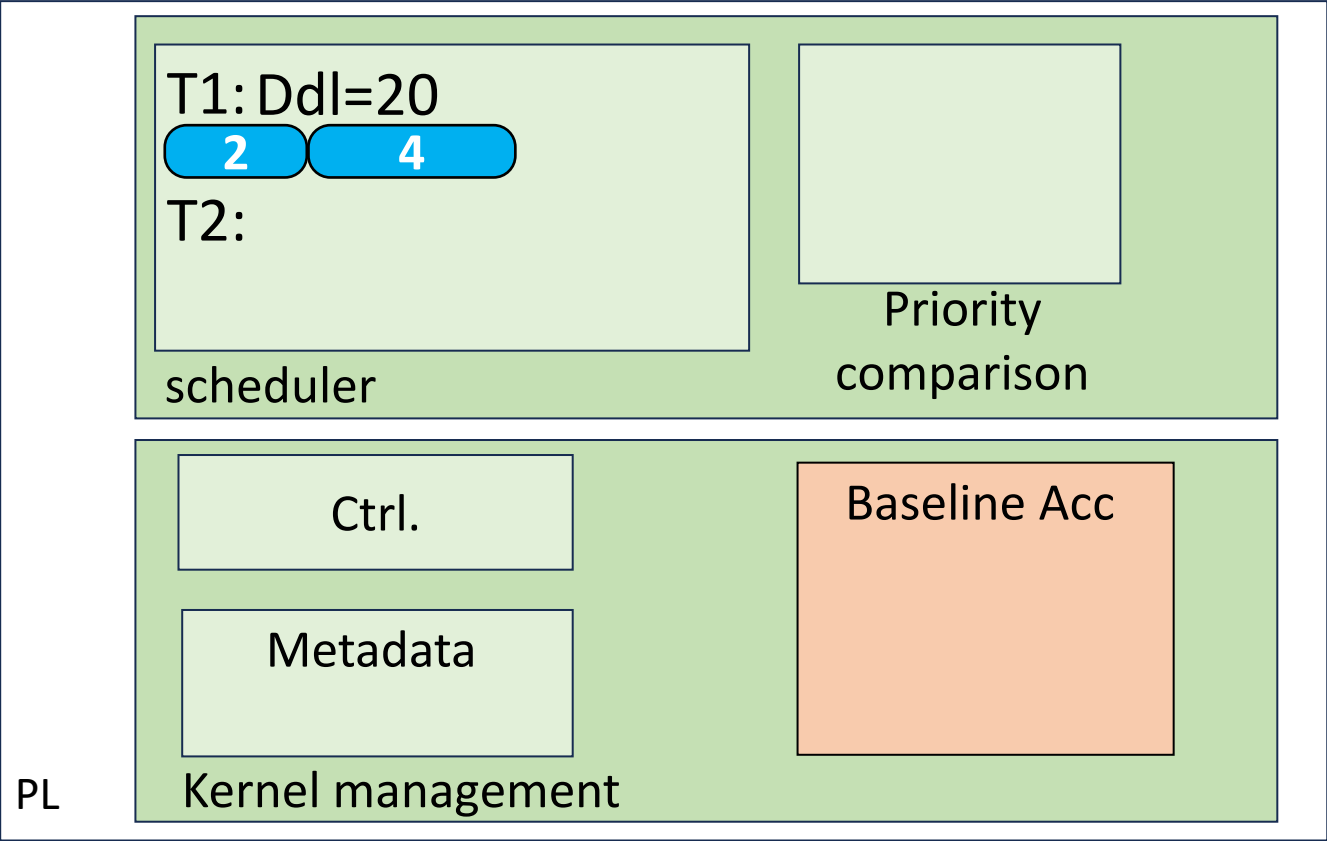 T1: Ddl=20
2 4
T2:
scheduler
Priority
comparison
Ctrl.
Baseline Acc
Metadata
Kernel management
PL